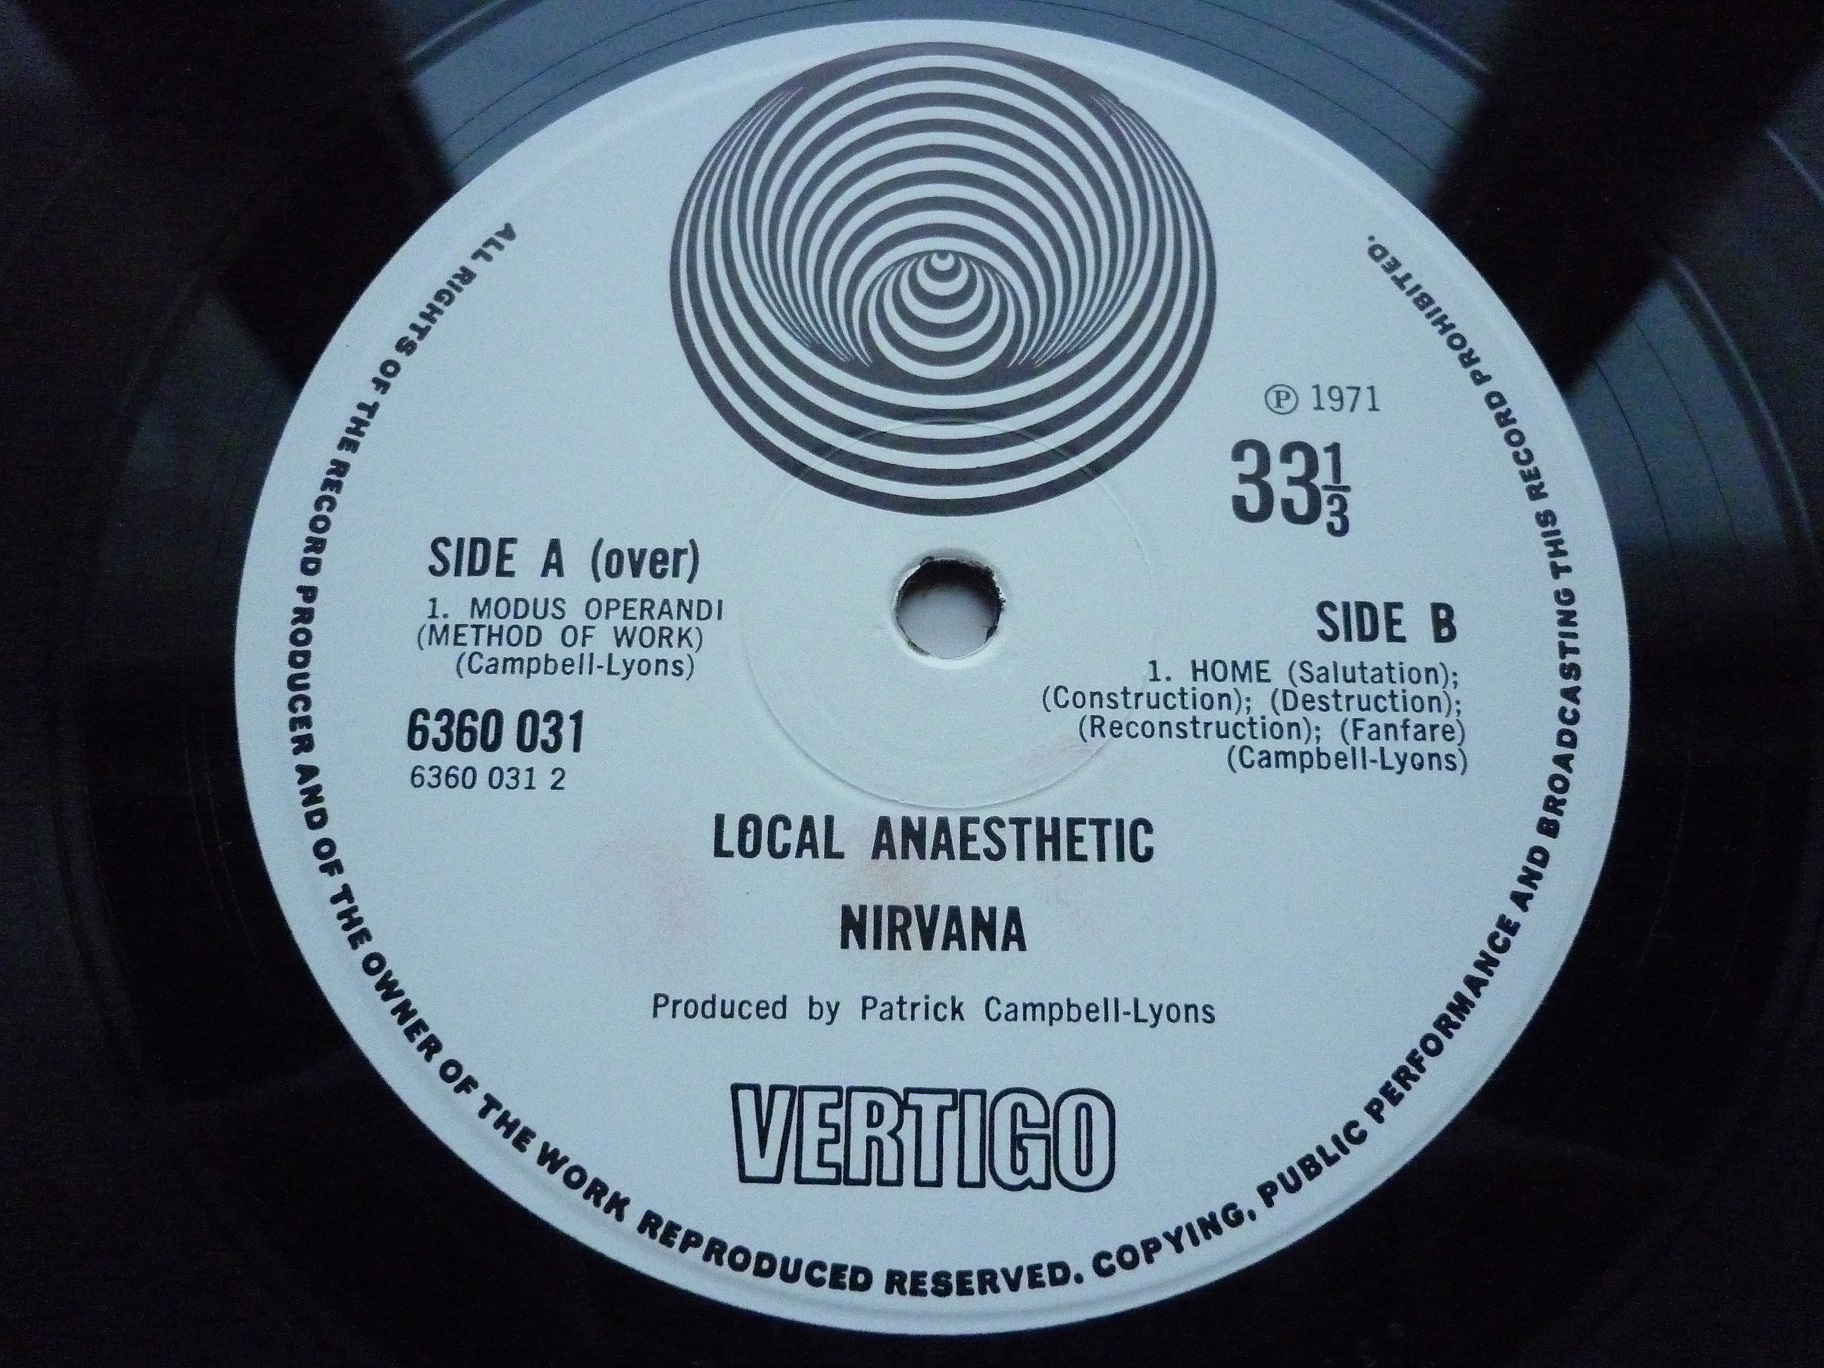 ALL RIGHTS OF THE RECORD PRODUCER AND OF THE OWNER OF THE WORK REPRODUCED RESERVED. COPYING, PUBLIC PERFORMANCE AND BROADCASTING THIS RECORD PROHIBITED.
℗ 1971
33⅓
SIDE A (over)
1. MODUS OPERANDI
(METHOD OF WORK)
(Campbell-Lyons)
6360 031
6360 031 2
SIDE B
1. HOME (Salutation);
(Construction); (Destruction);
(Reconstruction); (Fanfare)
(Campbell-Lyons)
LOCAL ANAESTHETIC
NIRVANA
Produced by Patrick Campbell-Lyons
VERTIGO